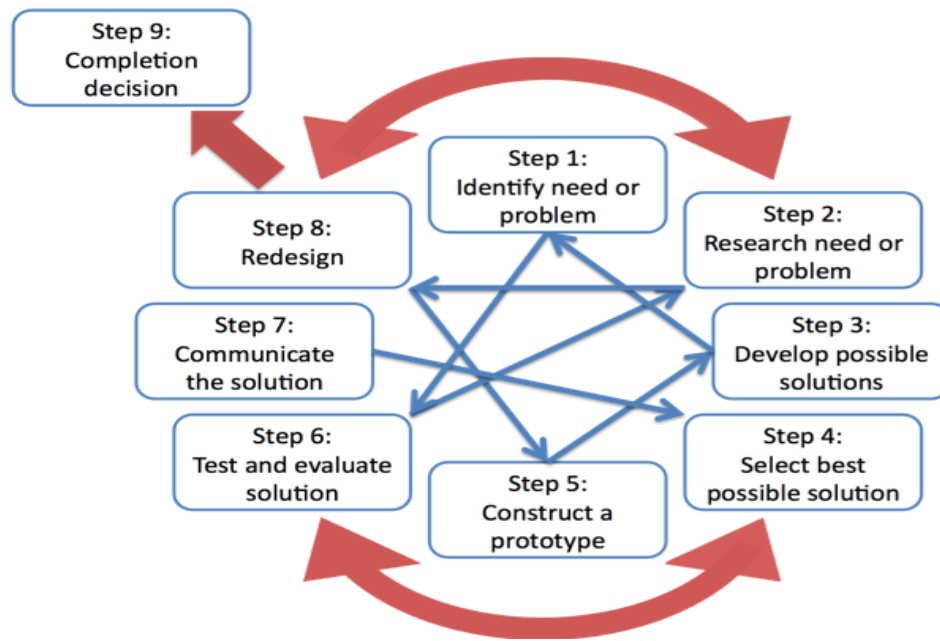 Step 9:
Completion
decision
Step 1:
Identify need or
problem
Step 2:
Research need or
problem
Step 8:
Redesign
Step 7:
Communicate
the solution
Step 3:
Develop possible
solutions
Step 6:
Test and evaluate
solution
Step 4:
Select best
possible solution
Step 5:
Construct a
prototype